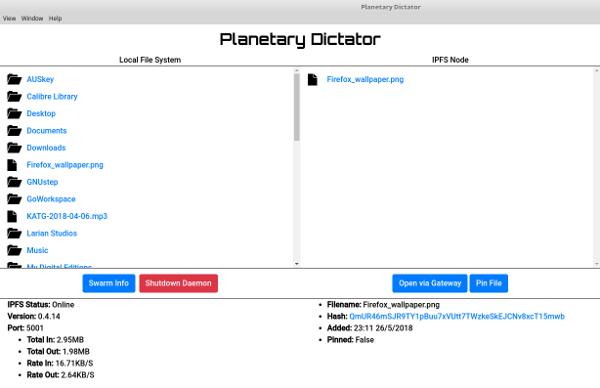 Planetary Dictator
View Window Help
Planetary Dictator
Local File System
IPFS Node
AUSkey
Calibre Library
Desktop
Documents
Downloads
Firefox_wallpaper.png
GNUstep
GoWorkspace
KATG-2018-04-06.mp3
Larian Studios
Music
My Digital Editions
Firefox_wallpaper.png
Swarm Info
Shutdown Daemon
Open via Gateway
Pin File
IPFS Status: Online
Version: 0.4.14
Port: 5001
Total In: 2.95MB
Total Out: 1.98MB
Rate In: 16.71KB/S
Rate Out: 2.64KB/S
Filename: Firefox_wallpaper.png
Hash: QmUR46mSJR9TY1pBuu7xVUtt7TWzkeSkEJCNv8xcT15mwb
Added: 23:11 26/5/2018
Pinned: False